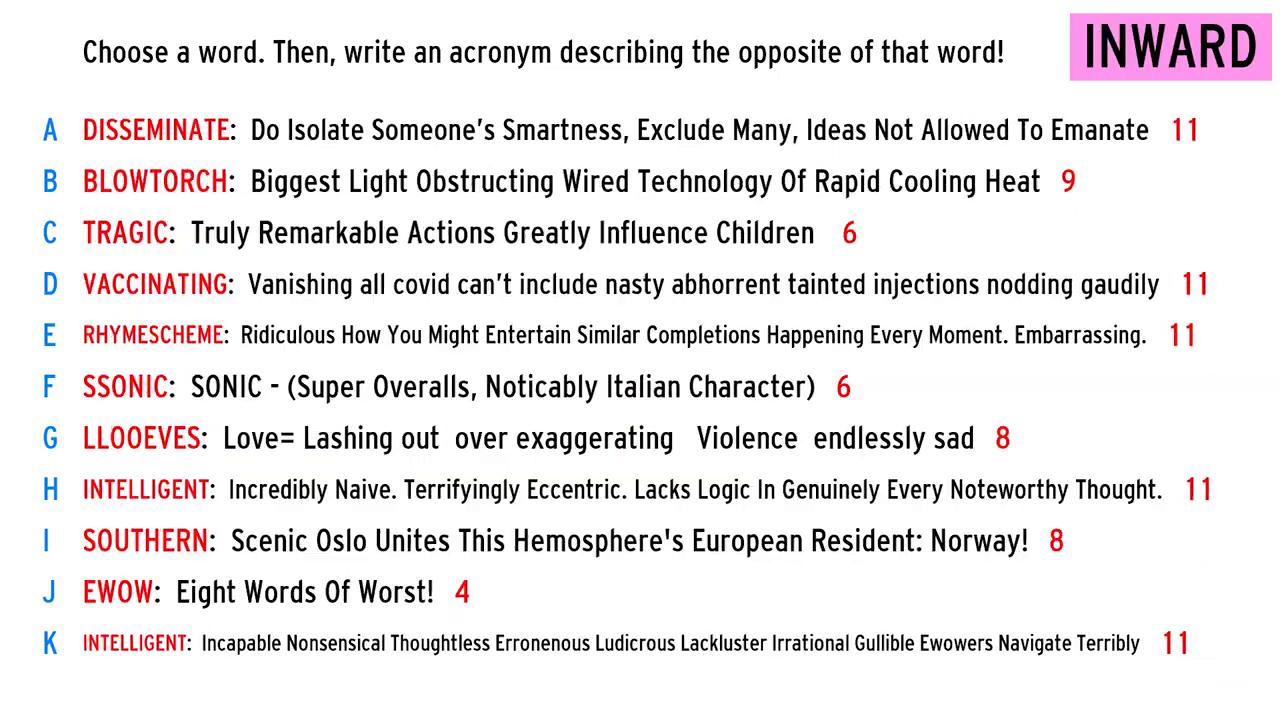 Choose a word. Then, write an acronym describing the opposite of that word!
INWARD
A DISSEMINATE: Do Isolate Someone's Smartness, Exclude Many, Ideas Not Allowed To Emanate 11
B BLOWTORCH: Biggest Light Obstructing Wired Technology Of Rapid Cooling Heat 9
C TRAGIC: Truly Remarkable Actions Greatly Influence Children 6
D VACCINATING: Vanishing all covid can't include nasty abhorrent tainted injections nodding gaudily 11
E RHYMESCHEME: Ridiculous How You Might Entertain Similar Completions Happening Every Moment. Embarrassing. 11
F SSONIC: SONIC - (Super Overalls, Noticably Italian Character) 6
G LLOOEVES: Love= Lashing out over exaggerating Violence endlessly sad 8
H INTELLIGENT: Incredibly Naive. Terrifyingly Eccentric. Lacks Logic In Genuinely Every Noteworthy Thought. 11
I SOUTHERN: Scenic Oslo Unites This Hemosphere's European Resident: Norway! 8
J EWOW: Eight Words Of Worst! 4
K INTELLIGENT: Incapable Nonsensical Thoughtless Erronenous Ludicrous Lackluster Irrational Gullible Ewowers Navigate Terribly 11